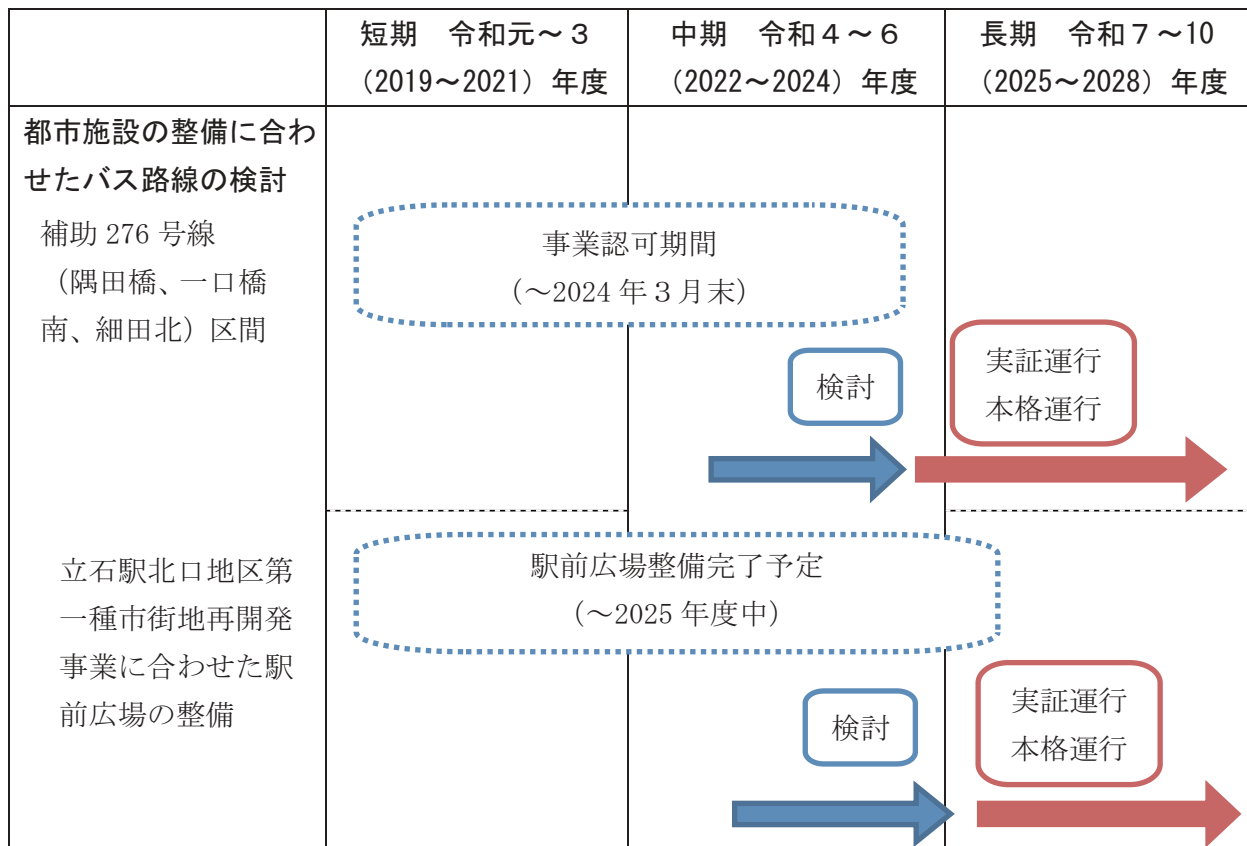 短期　令和元～３
（2019～2021）年度
中期　令和４～６
（2022～2024）年度
長期　令和７～10
（2025～2028）年度
都市施設の整備に合わ
せたバス路線の検討
補助 276 号線
（隅田橋、一口橋
南、細田北）区間
事業認可期間
（～2024 年３月末）
検討
実証運行
本格運行
立石駅北口地区第
一種市街地再開発
事業に合わせた駅
前広場の整備
駅前広場整備完了予定
（～2025 年度中）
検討
実証運行
本格運行